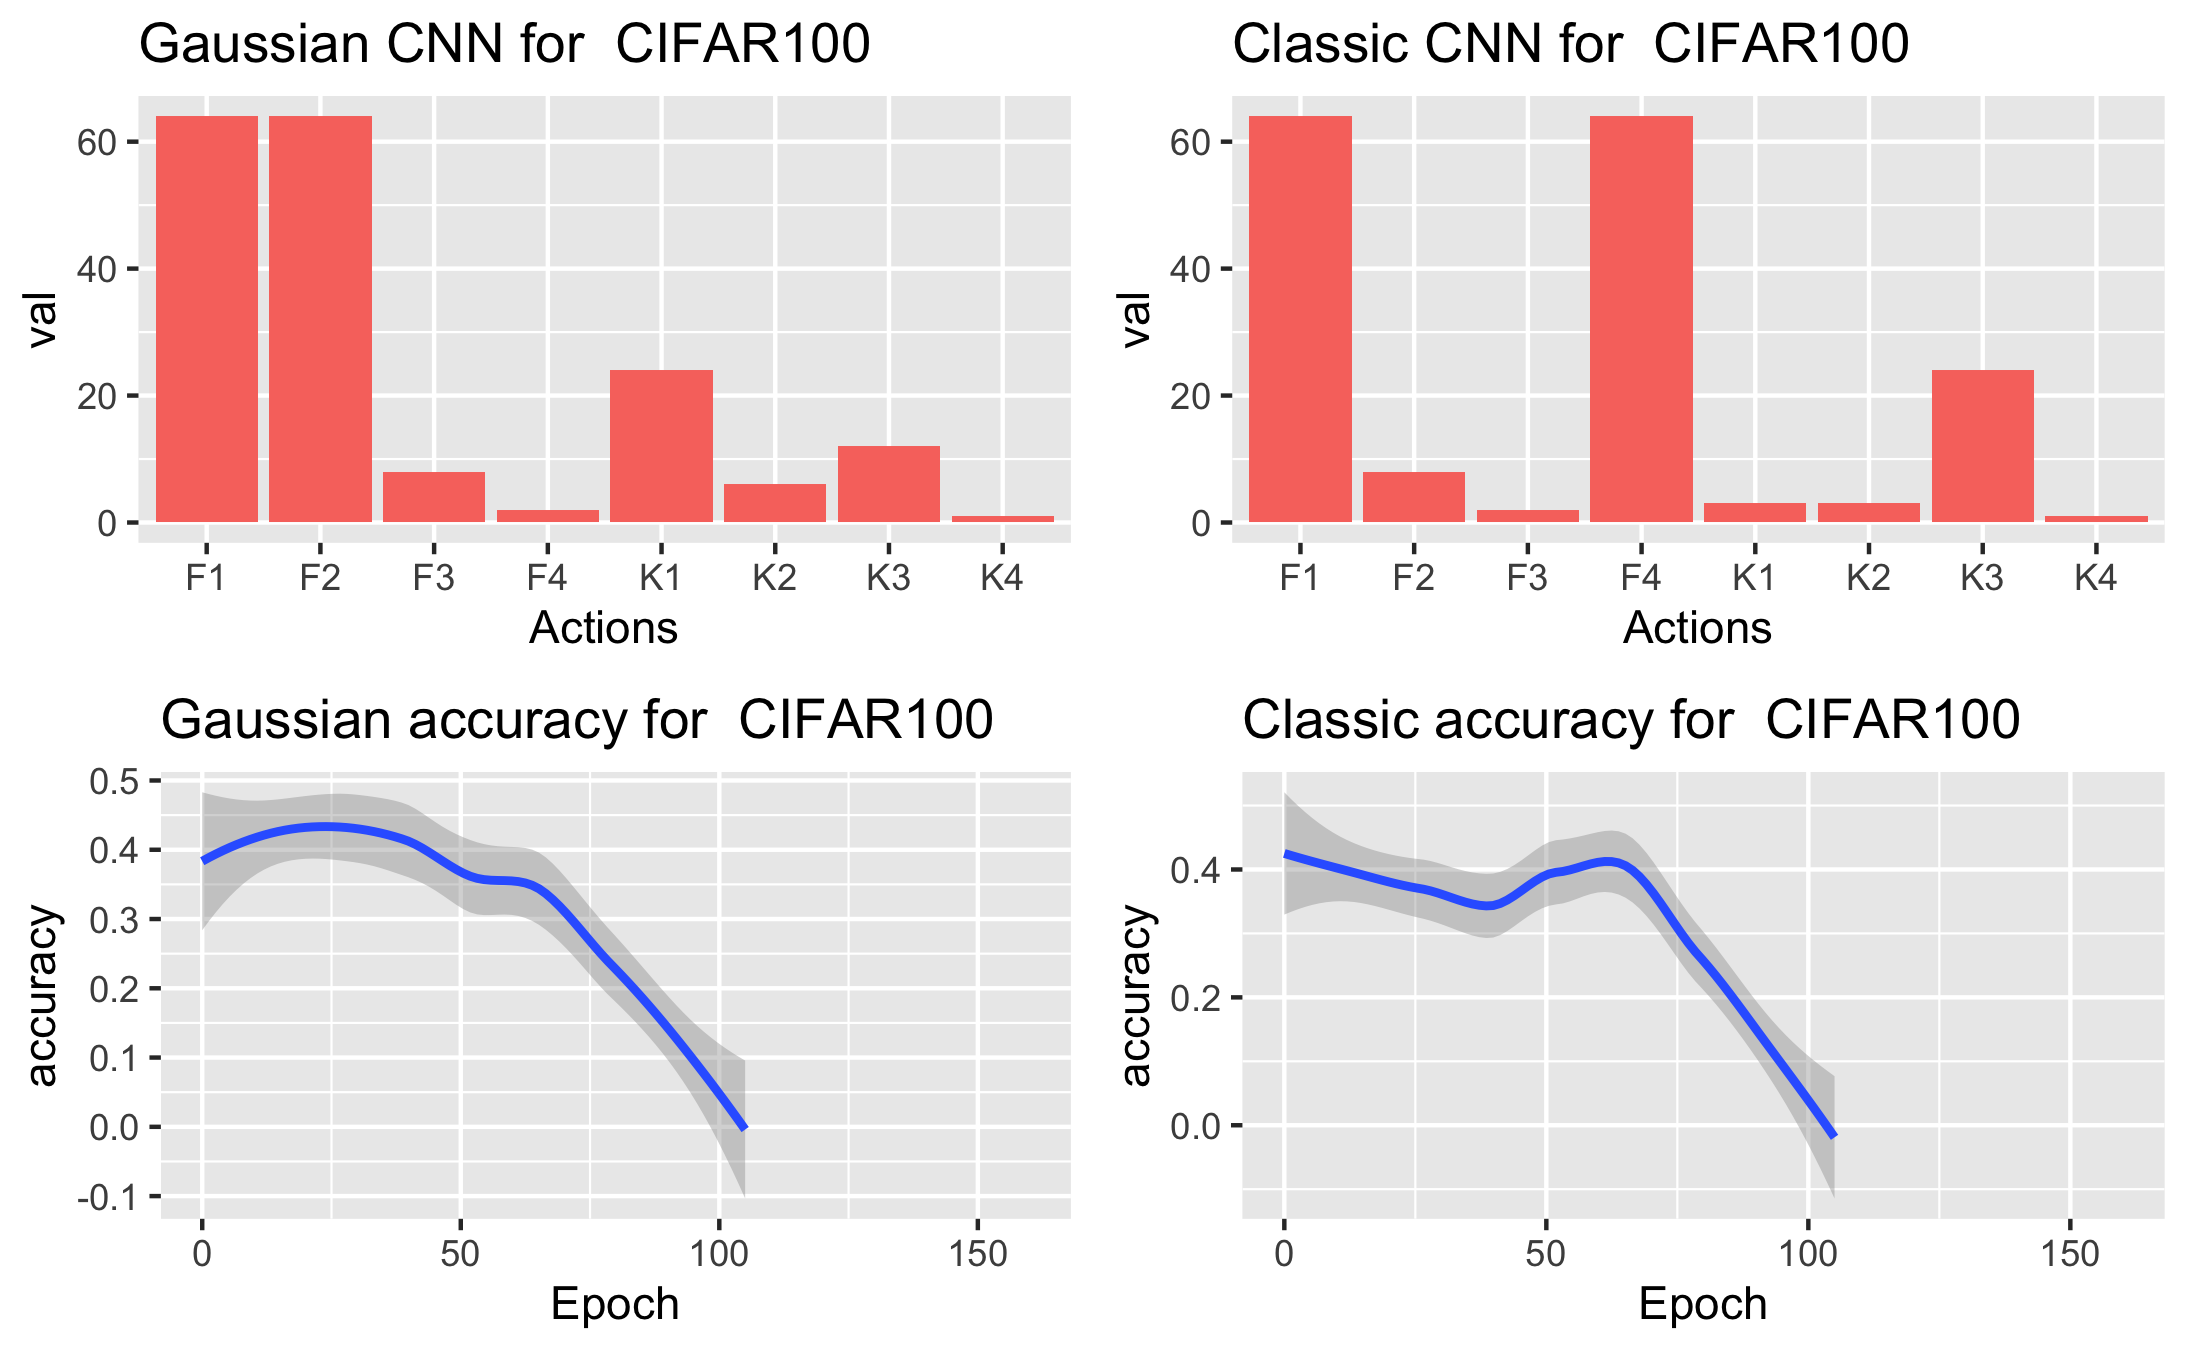 Gaussian CNN for  CIFAR100
60
40
20
0
val
F1 F2 F3 F4 K1 K2 K3 K4
Actions
Classic CNN for  CIFAR100
60
40
20
0
val
F1 F2 F3 F4 K1 K2 K3 K4
Actions
Gaussian accuracy for  CIFAR100
0.5
0.4
0.3
0.2
0.1
0.0
-0.1
accuracy
0 50 100 150
Epoch
Classic accuracy for  CIFAR100
0.4
0.2
0.0
accuracy
0 50 100 150
Epoch